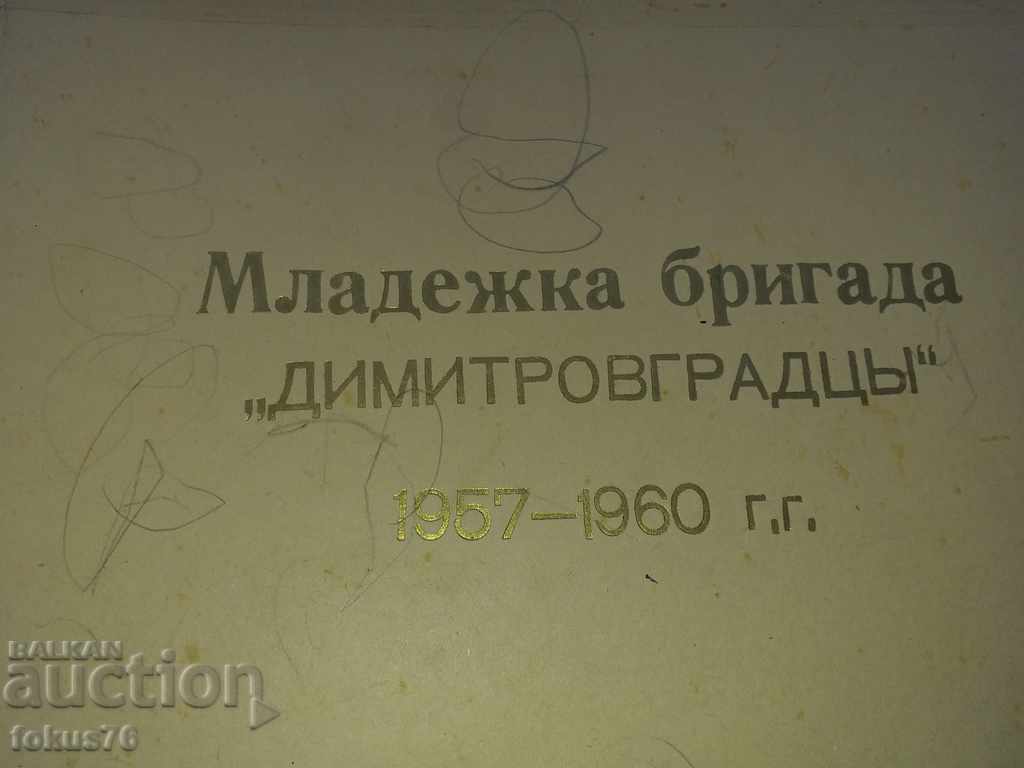 Младежка бригада
„ДИМИТРОВГРАДЦЫ“
1957–1960 г.г.
BALKAN
auction
fokus76